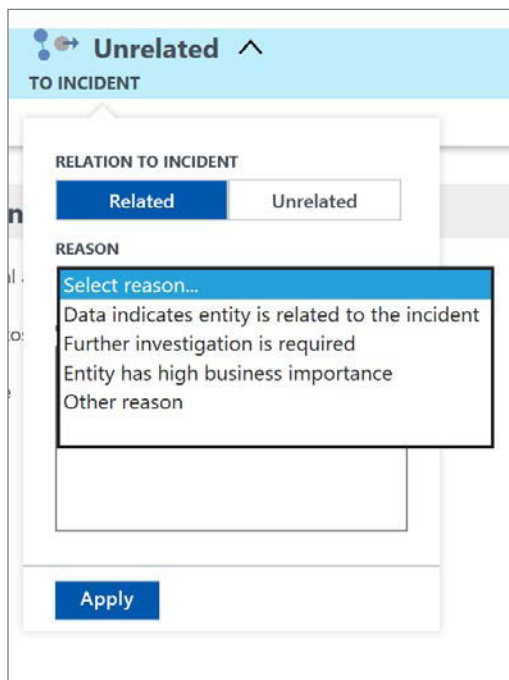 Unrelated
TO INCIDENT
RELATION TO INCIDENT
Related Unrelated
REASON
Select reason...
Data indicates entity is related to the incident
Further investigation is required
Entity has high business importance
Other reason
Apply